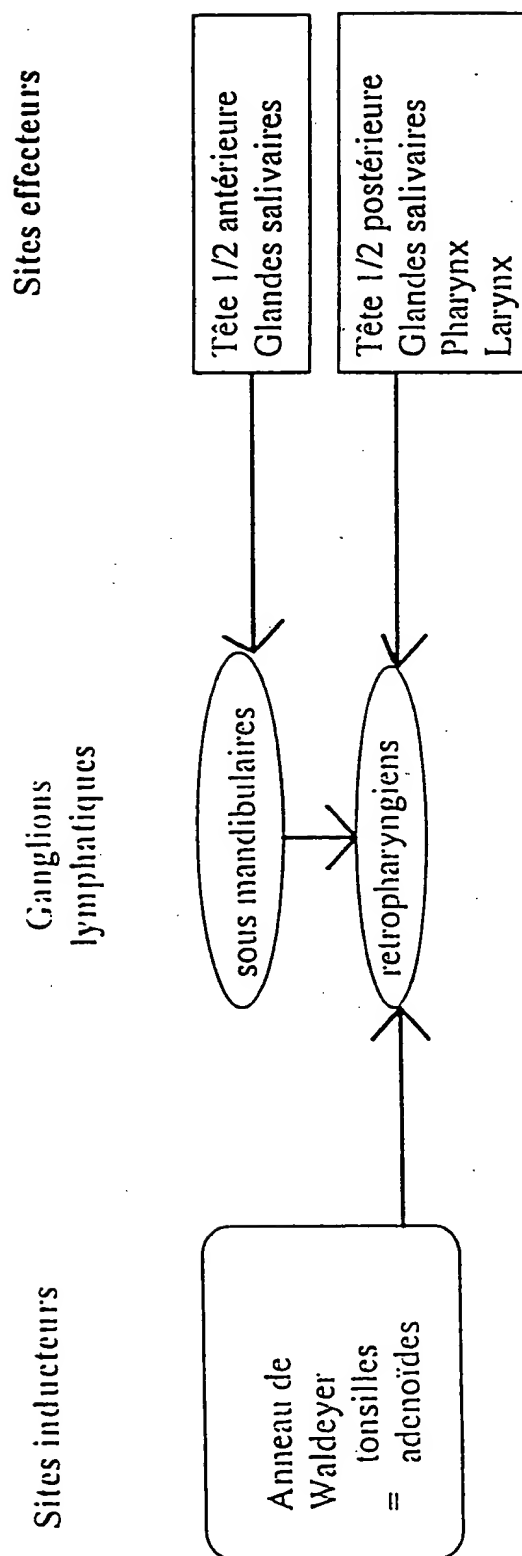 Sites inducteurs
Anneau de
Waldeyer
tonsilles
= adenoïdes
Ganglions
lymphatiques
sous mandibulaires
retropharyngiens
Sites effecteurs
Tête 1/2 antérieure
Glandes salivaires
Tête 1/2 postérieure
Glandes salivaires
Pharynx
Larynx